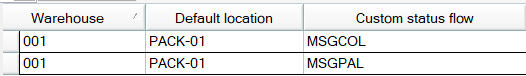 Warehouse Default location Custom status flow
001 PACK-01 MSGCOL
001 PACK-01 MSGPAL